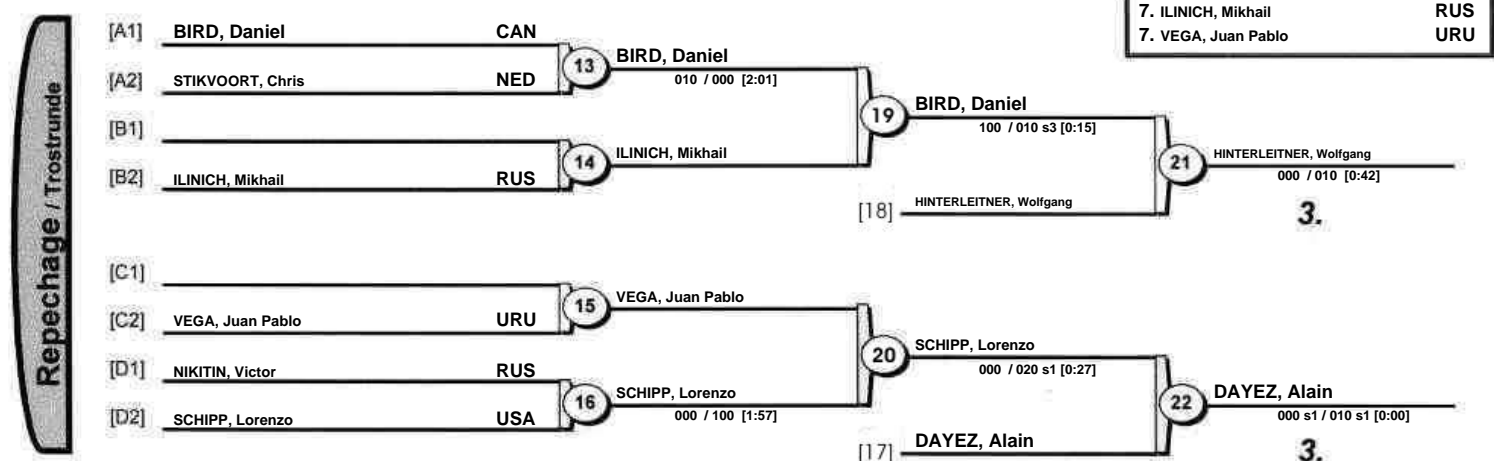 7. ILINICH, Mikhail RUS
7. VEGA, Juan Pablo URU
Repechage / Trostrunde
[A1] BIRD, Daniel CAN
13 BIRD, Daniel
010 / 000 [2:01]
[A2] STIKVOORT, Chris NED
19 BIRD, Daniel
100 / 010 s3 [0:15]
[B1]
14 ILINICH, Mikhail
[B2] ILINICH, Mikhail RUS
21 HINTERLEITNER, Wolfgang
000 / 010 [0:42]
3.
[18] HINTERLEITNER, Wolfgang
[C1]
15 VEGA, Juan Pablo
[C2] VEGA, Juan Pablo URU
20 SCHIPP, Lorenzo
000 / 020 s1 [0:27]
[D1] NIKITIN, Victor RUS
16 SCHIPP, Lorenzo
000 / 100 [1:57]
[D2] SCHIPP, Lorenzo USA
22 DAYEZ, Alain
000 s1 / 010 s1 [0:00]
3.
[17] DAYEZ, Alain